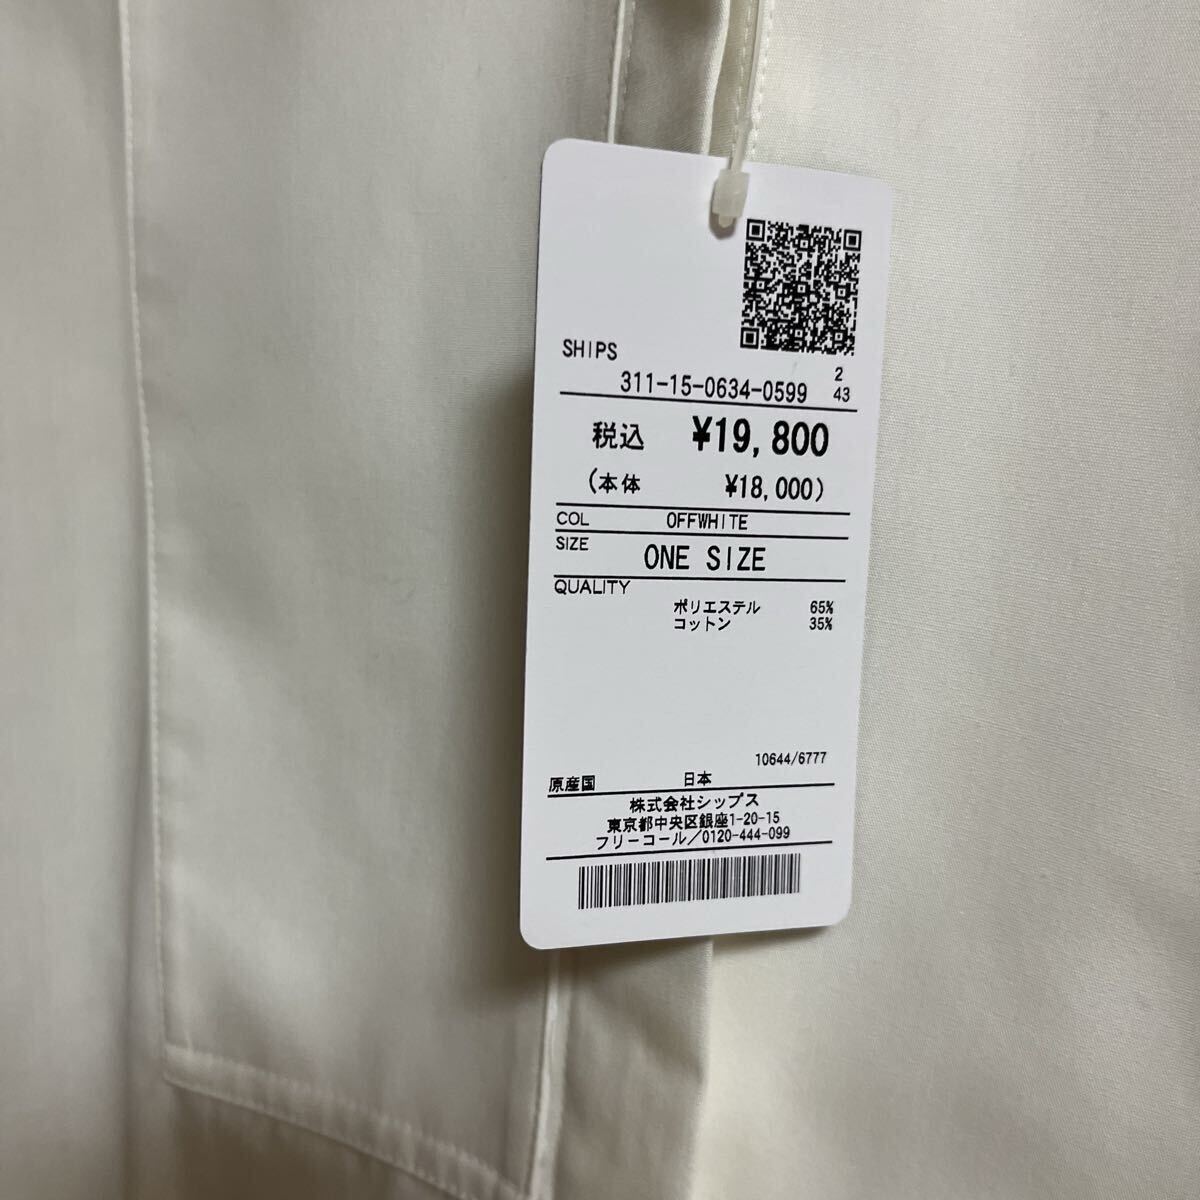 SHIPS
311-15-0634-0599
2
43
税込 ¥19,800
(本体 ¥18,000)
COL OFFWHITE
SIZE ONE SIZE
QUALITY
ポリエステル 65%
コットン 35%
10644/6777
原産国 日本
株式会社シップス
東京都中央区銀座1-20-15
フリーコール/0120-444-099